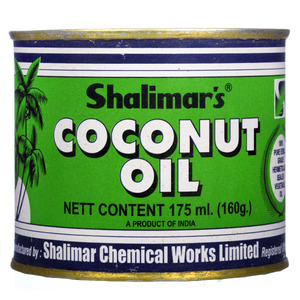 Shalimar's®
COCONUT
OIL
NETT CONTENT 175 ml. (160g.)
A PRODUCT OF INDIA
Shalimar Chemical Works Limited